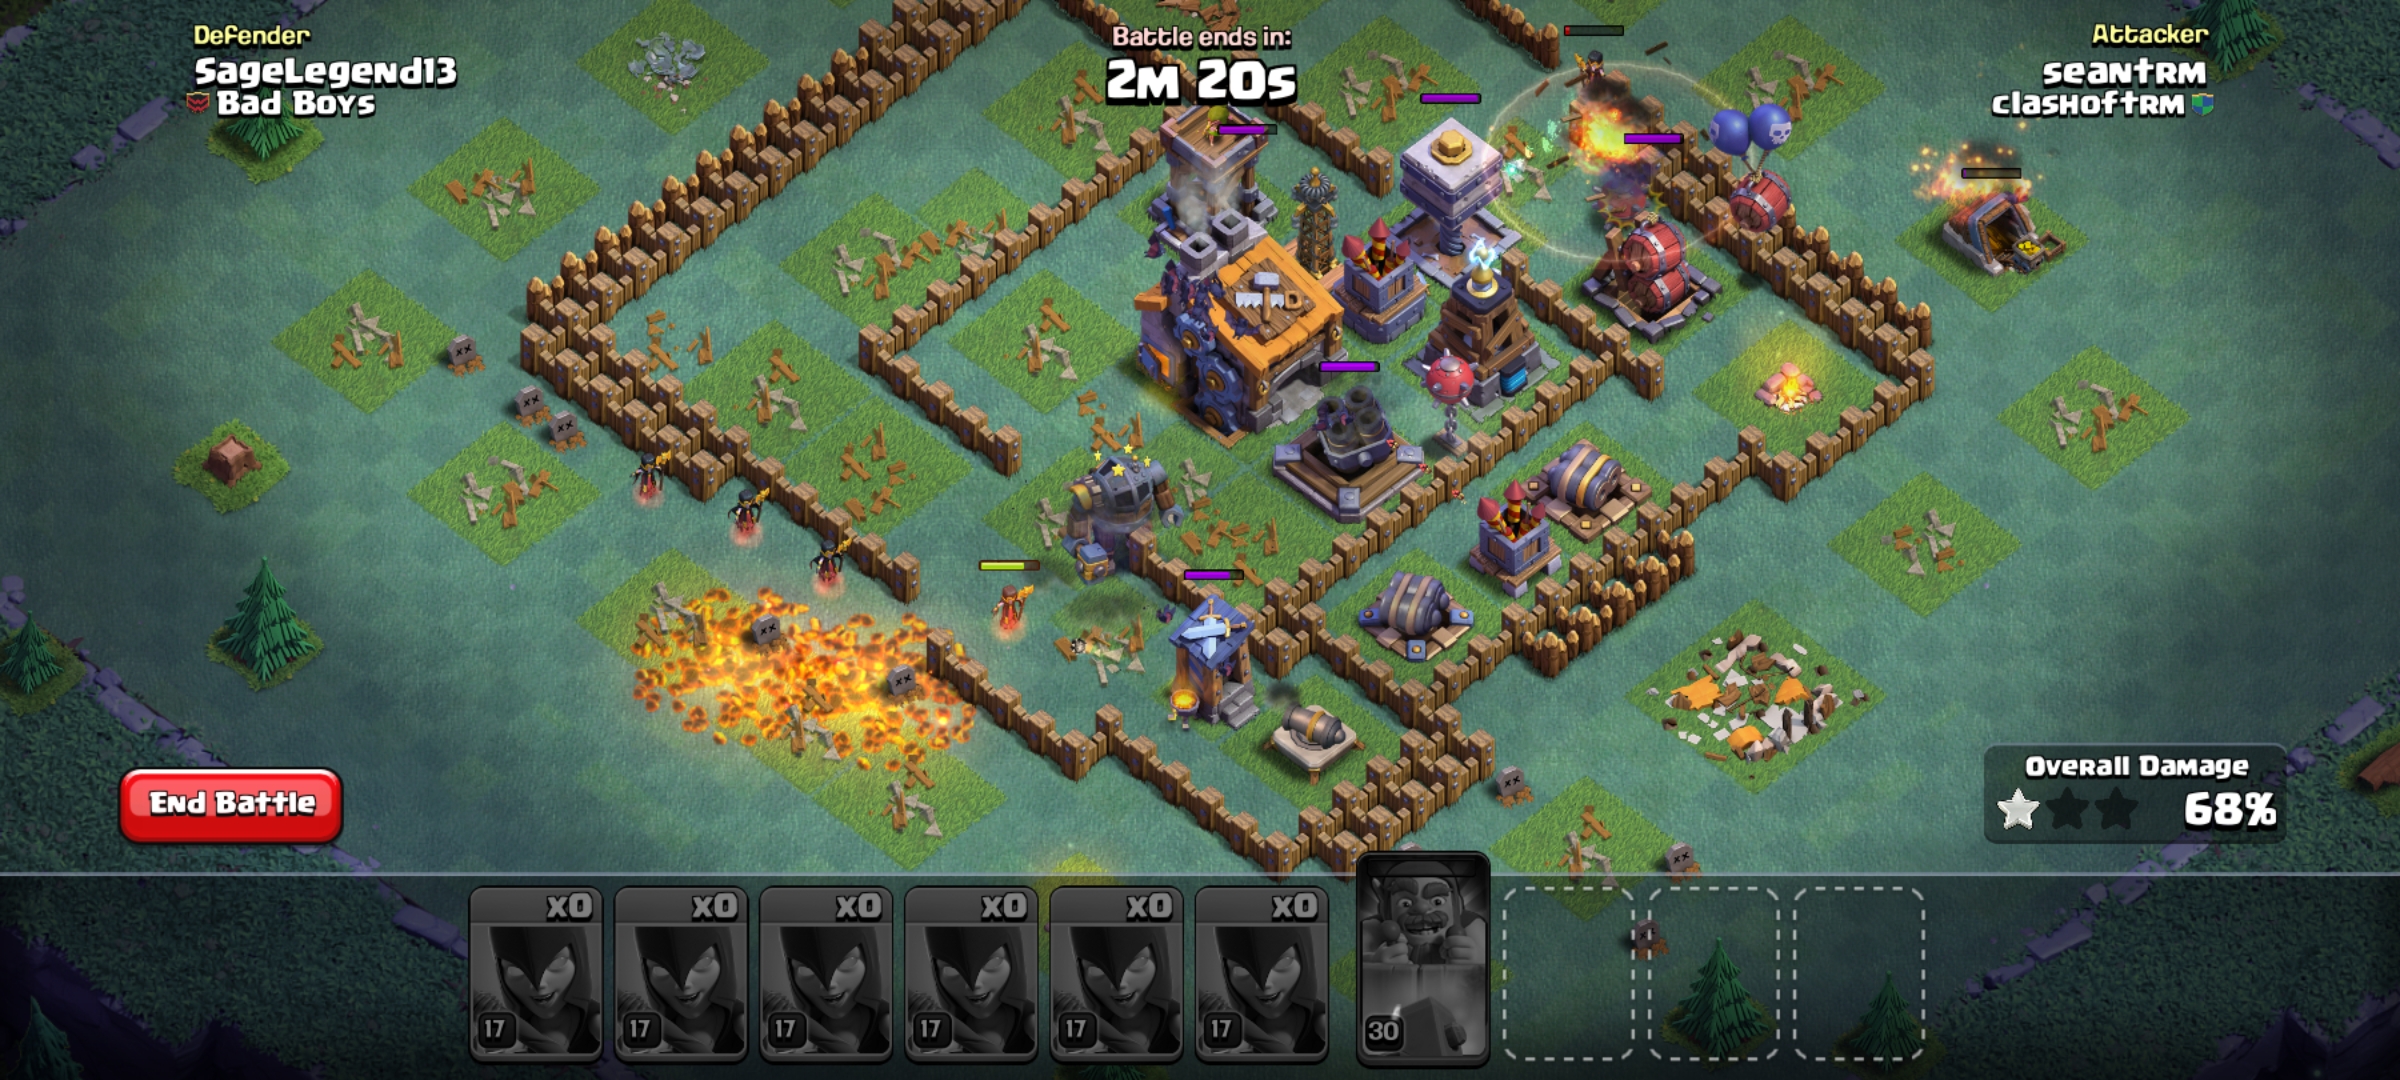 Defender
SageLegend13
Bad Boys
Battle ends in:
2M 20s
Attacker
seantrm
clashoftrm
End Battle
Overall Damage
68%
x0
x0
x0
x0
x0
x0
17
17
17
17
17
17
30